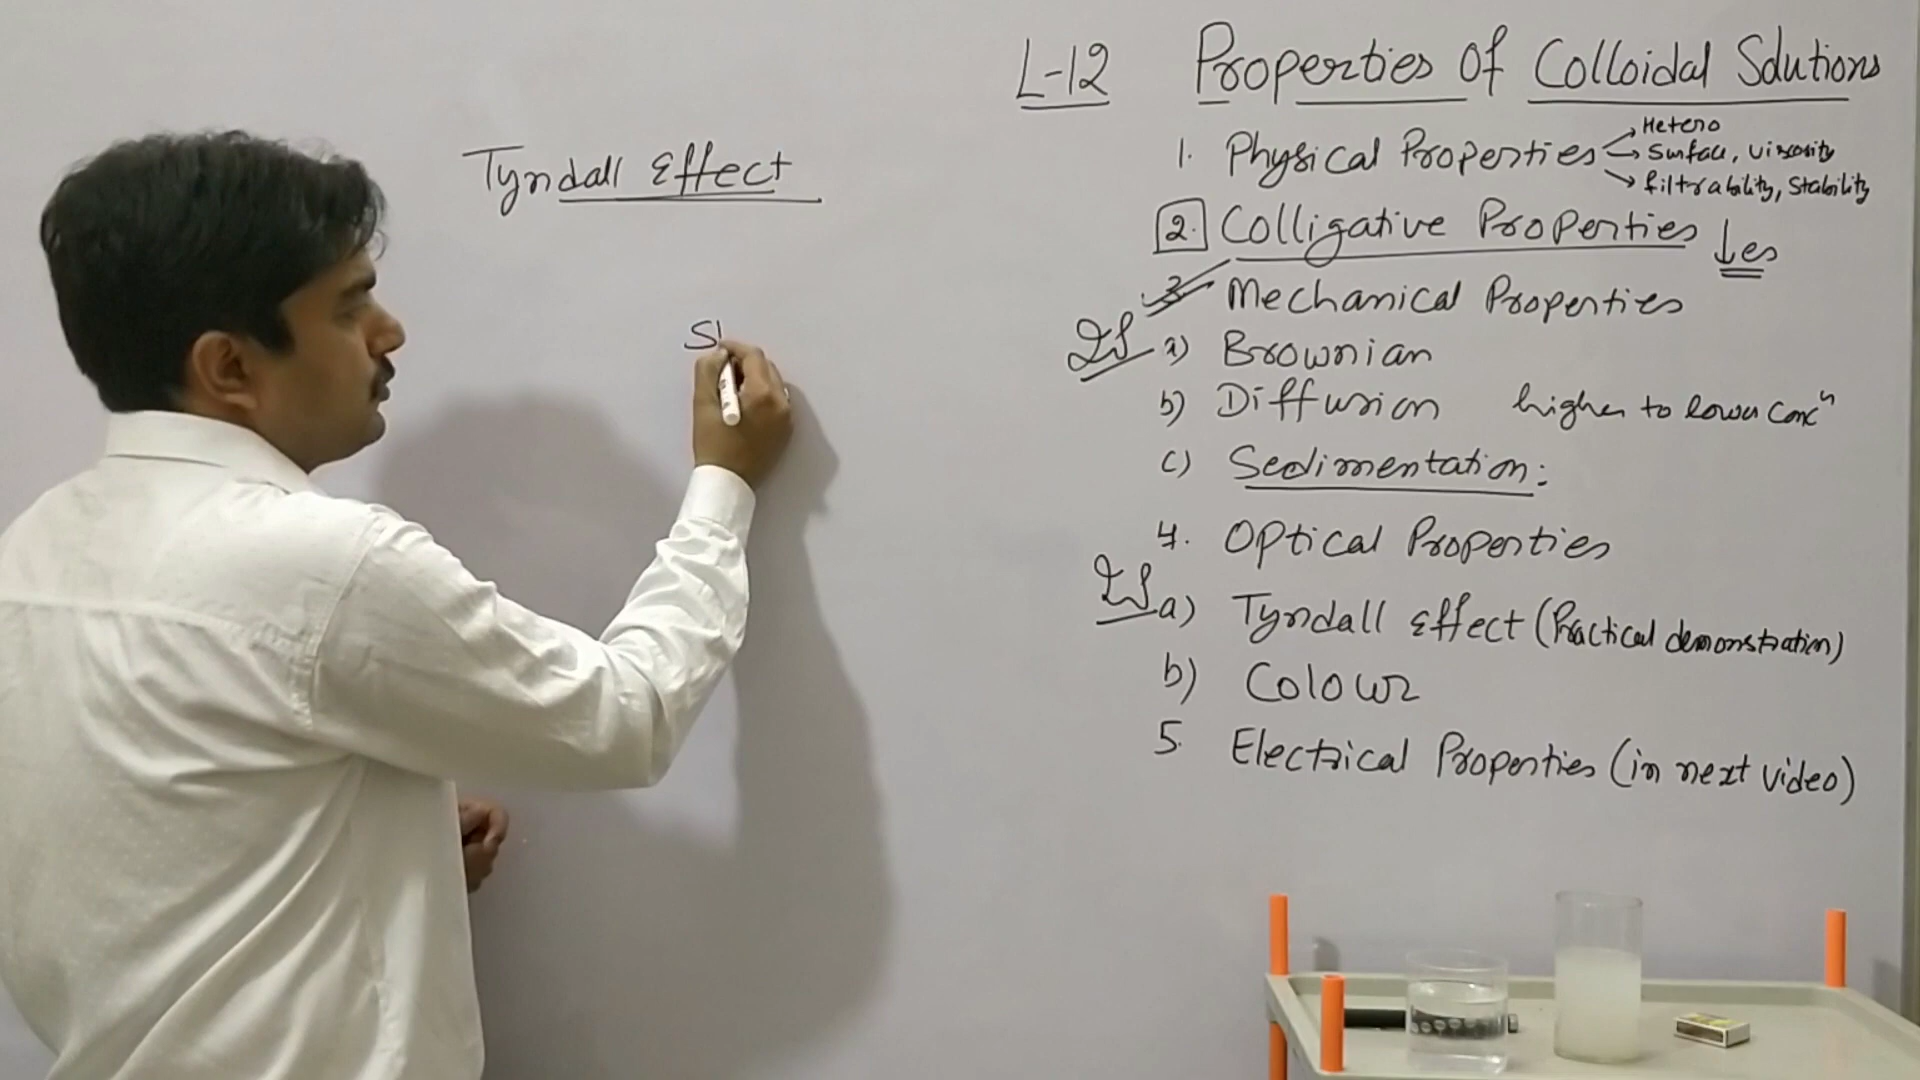 L-12 Properties Of Colloidal Solutions
1. Physical Properties
Hetero
Surface, viscosity
filtrability, Stability
2. Colligative Properties ↓es
3. Mechanical Properties
a) Brownian
b) Diffusion higher to lower concⁿ
c) Sedimentation:
4. Optical Properties
a) Tyndall Effect (Practical demonstration)
b) Colour
5. Electrical Properties (in next video)
Tyndall Effect